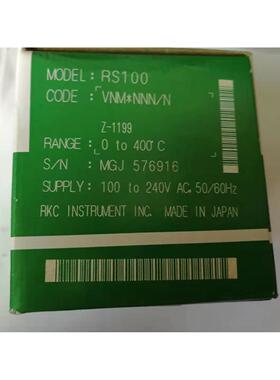 MODEL: RS100
CODE : VNM*NNN/N
Z-1199
RANGE: 0 to 400°C
S/N : MGJ 576916
SUPPLY: 100 to 240V AC. 50/60Hz
RKC INSTRUMENT INC. MADE IN JAPAN